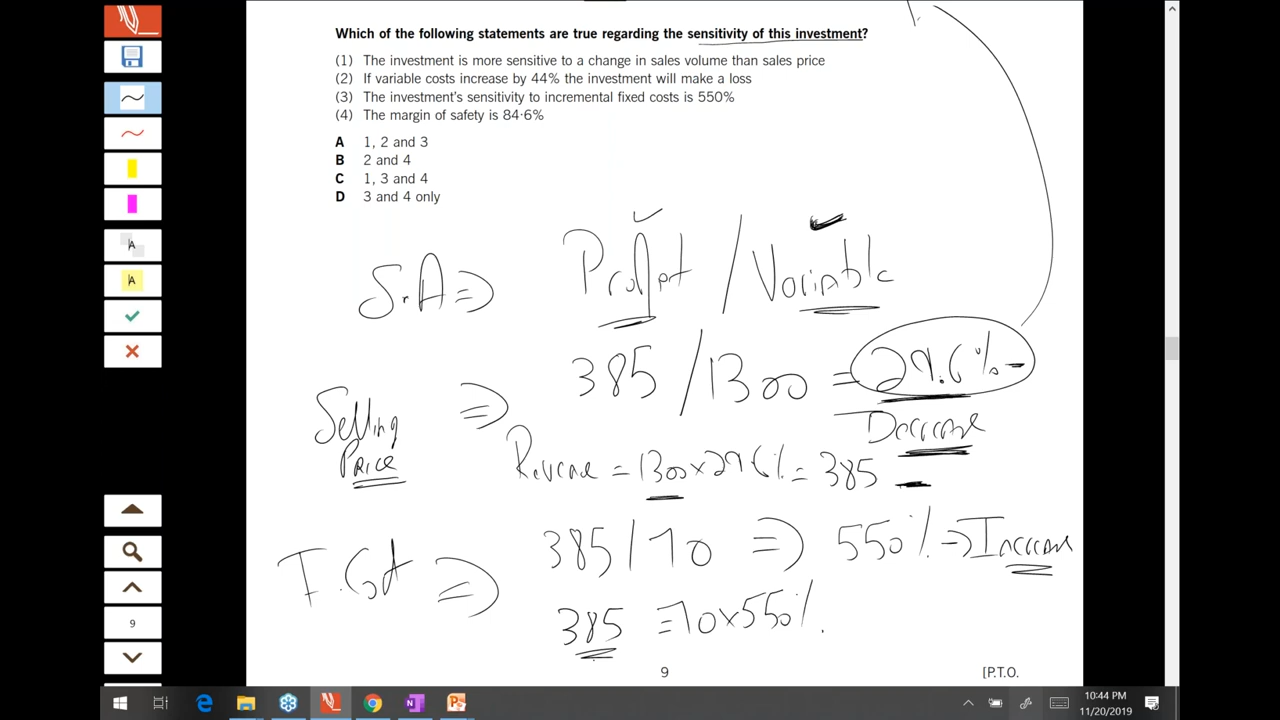 Which of the following statements are true regarding the sensitivity of this investment?
(1) The investment is more sensitive to a change in sales volume than sales price
(2) If variable costs increase by 44% the investment will make a loss
(3) The investment's sensitivity to incremental fixed costs is 550%
(4) The margin of safety is 84·6%
A 1, 2 and 3
B 2 and 4
C 1, 3 and 4
D 3 and 4 only
S.A => Profit / Variable
385 / 1300 = 29.6%
Decrease
Selling Price =>
Revenue = 1300 x 29.6% = 385
F. Cost => 385 / 70 => 550% => Increase
385 = 70 x 550%.
9 [P.T.O.
A
A
9
10:44 PM
11/20/2019